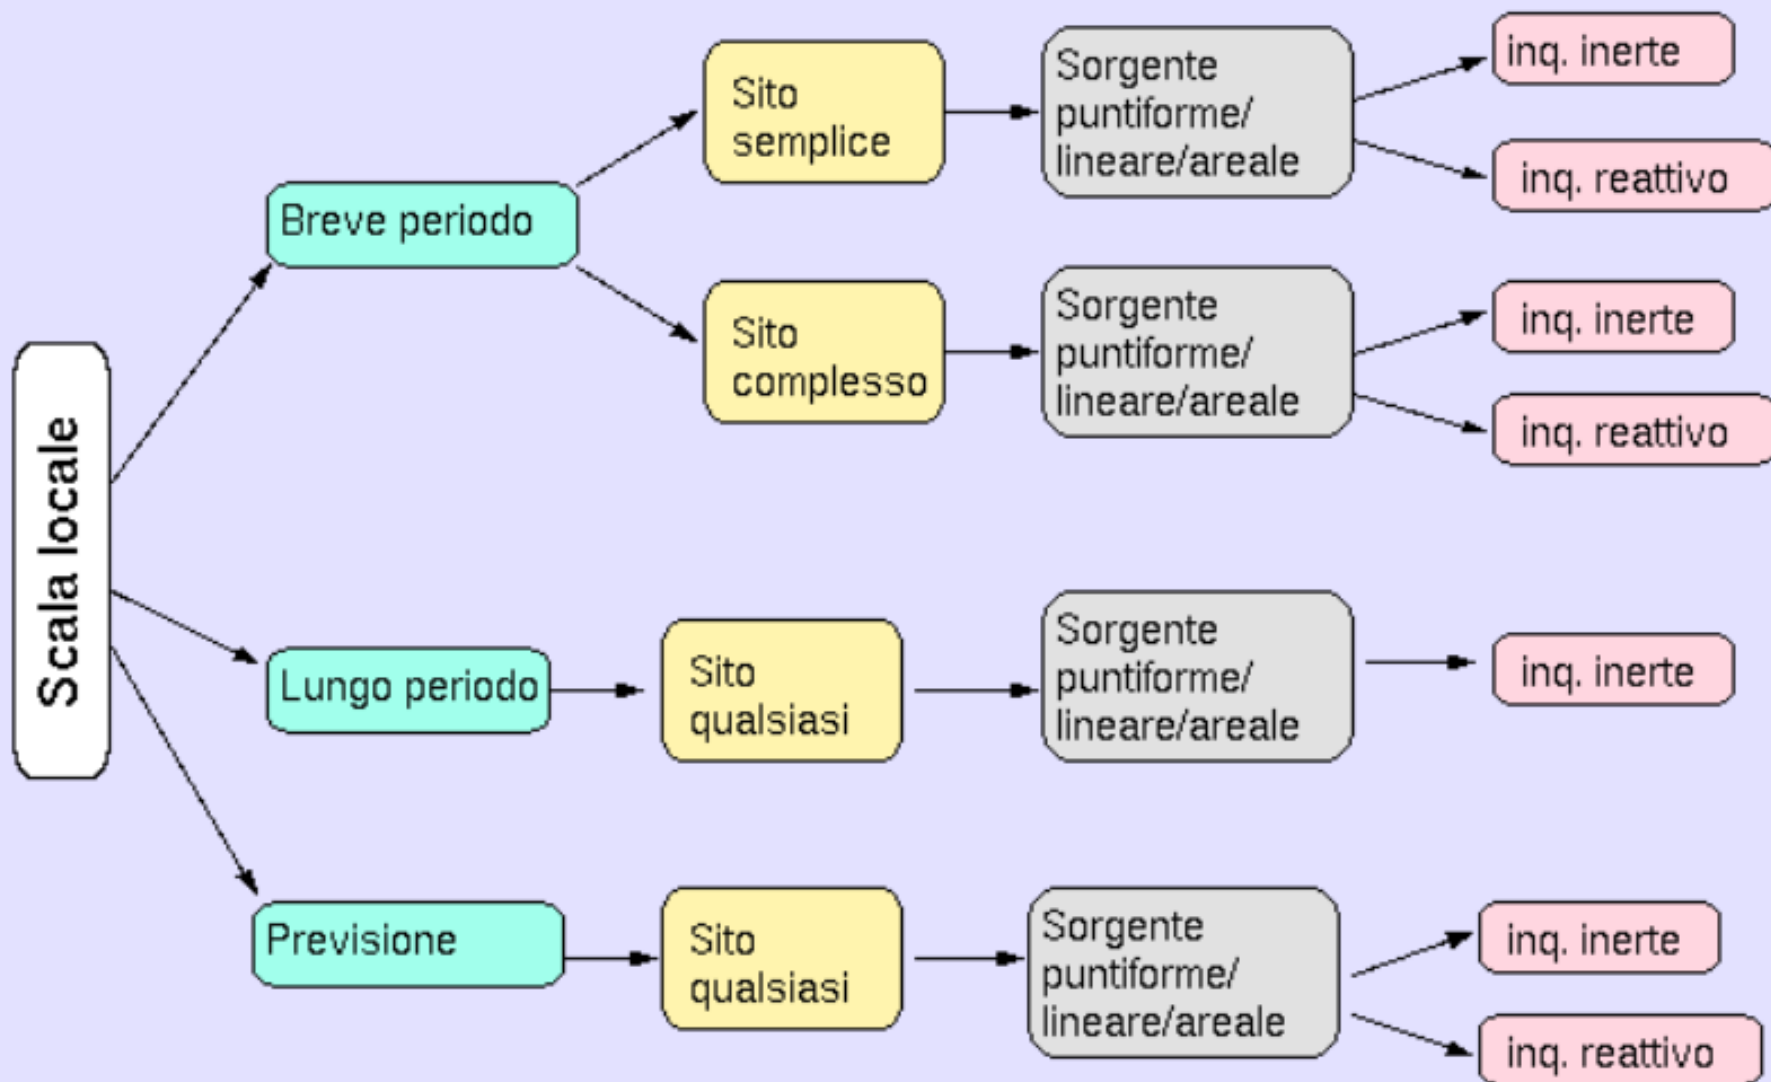 Scala locale
Breve periodo
Sito
semplice
Sorgente
puntiforme/
lineare/areale
inq. inerte
inq. reattivo
Sito
complesso
Sorgente
puntiforme/
lineare/areale
inq. inerte
inq. reattivo
Lungo periodo
Sito
qualsiasi
Sorgente
puntiforme/
lineare/areale
inq. inerte
Previsione
Sito
qualsiasi
Sorgente
puntiforme/
lineare/areale
inq. inerte
inq. reattivo